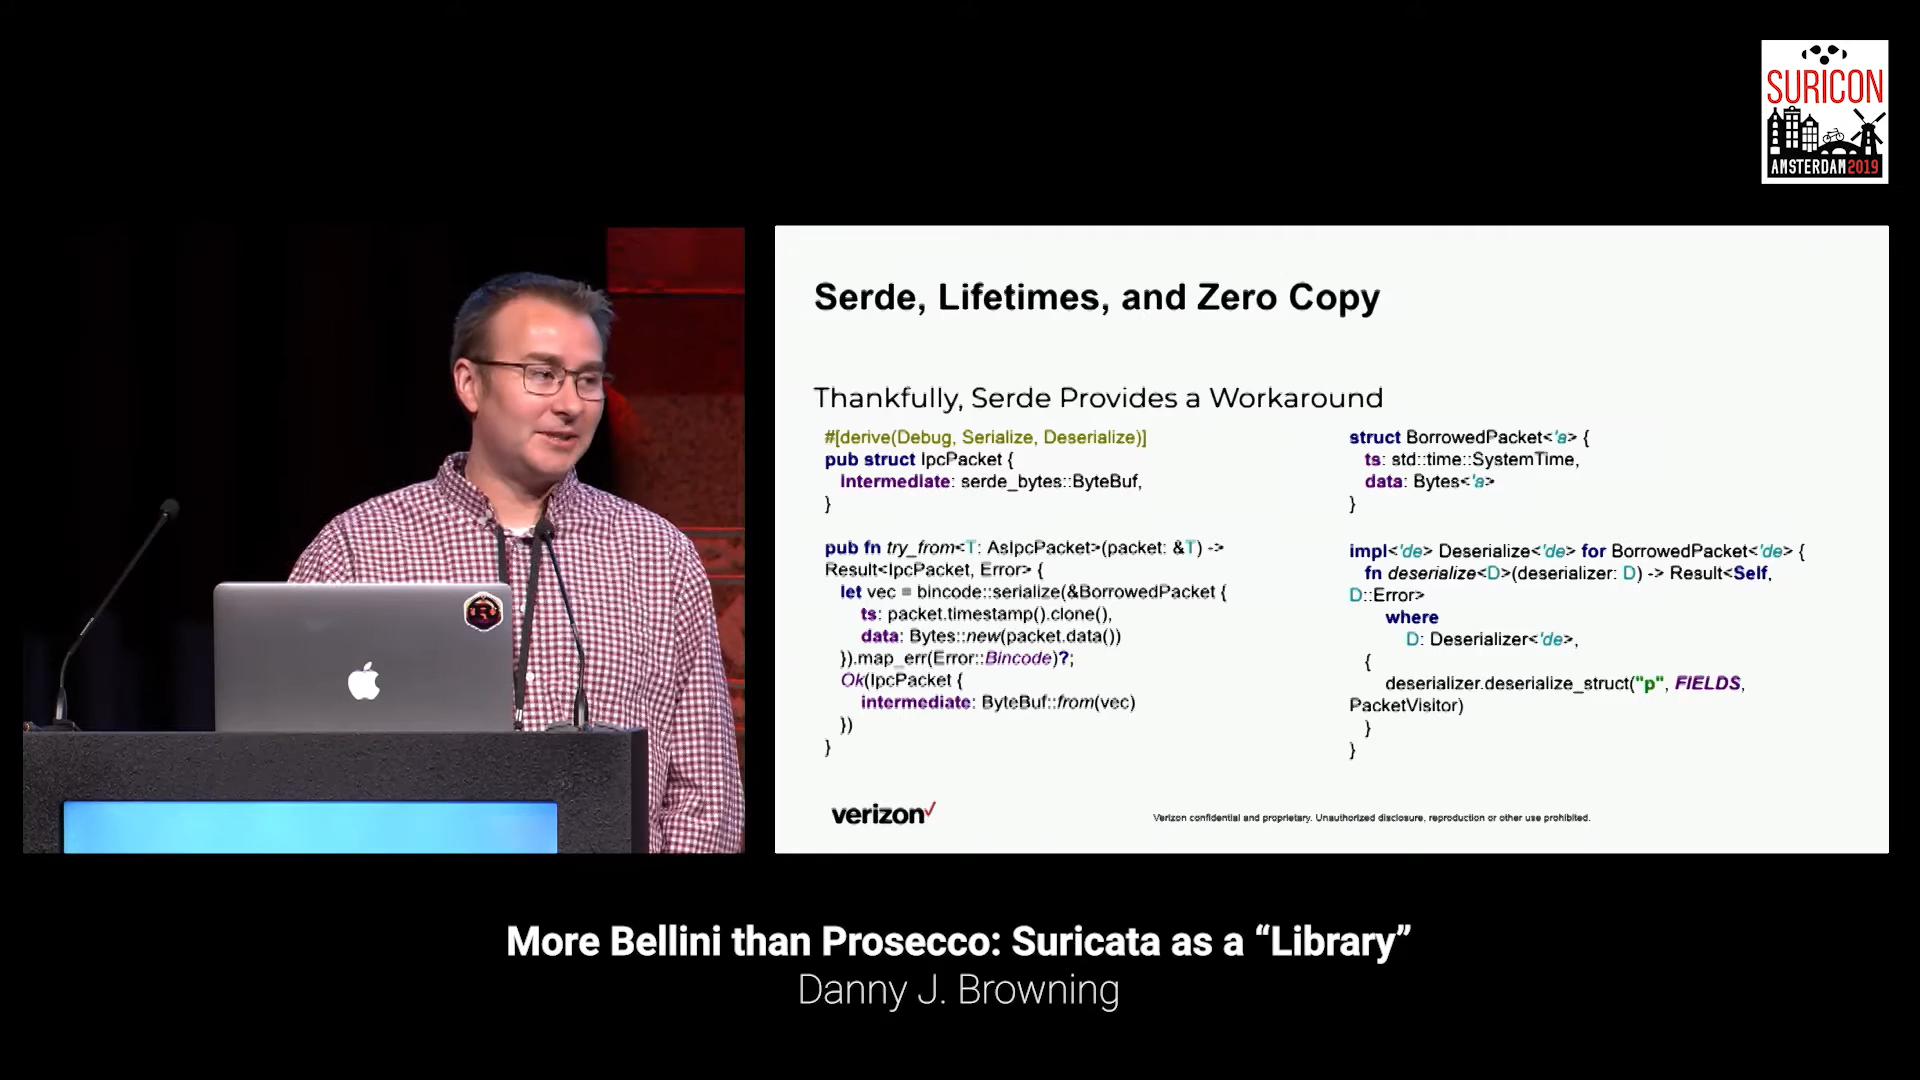 SURICON
AMSTERDAM 2019
Serde, Lifetimes, and Zero Copy
Thankfully, Serde Provides a Workaround
#[derive(Debug, Serialize, Deserialize)]
pub struct IpcPacket {
intermediate: serde_bytes::ByteBuf,
}
pub fn try_from<T: AsIpcPacket>(packet: &T) ->
Result<IpcPacket, Error> {
let vec = bincode::serialize(&BorrowedPacket {
ts: packet.timestamp().clone(),
data: Bytes::new(packet.data())
}).map_err(Error::Bincode)?;
Ok(IpcPacket {
intermediate: ByteBuf::from(vec)
})
}
struct BorrowedPacket<'a> {
ts: std::time::SystemTime,
data: Bytes<'a>
}
impl<'de> Deserialize<'de> for BorrowedPacket<'de> {
fn deserialize<D>(deserializer: D) -> Result<Self,
D::Error>
where
D: Deserializer<'de>,
{
deserializer.deserialize_struct("p", FIELDS,
PacketVisitor)
}
}
verizon✓
Verizon confidential and proprietary. Unauthorized disclosure, reproduction or other use prohibited.
More Bellini than Prosecco: Suricata as a “Library”
Danny J. Browning